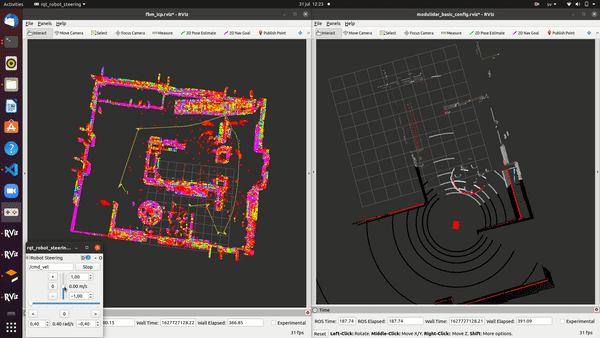 Activities
rqt_robot_steering
31 jul 12:23
fbm_icp.rviz* - RViz
modulidar_basic_config.rviz* - RViz
File Panels Help
File Panels Help
Interact Move Camera Select Focus Camera Measure 2D Pose Estimate 2D Nav Goal Publish Point
Interact Move Camera Select Focus Camera Measure 2D Pose Estimate 2D Nav Goal Publish Point
rqt_robot_steering...
Robot Steering
/cmd_vel Stop
+ 1,00
0 0.00 m/s
- -1,00
< 0 >
0,40 0.40 rad/s -0,40
Wall Time: 1627727128.22 Wall Elapsed: 366.85 Experimental
31 fps
Time
ROS Time: 187.74 ROS Elapsed: 187.74 Wall Time: 1627727128.21 Wall Elapsed: 391.09 Experimental
Reset Left-Click: Rotate. Middle-Click: Move X/Y. Right-Click: Move Z. Shift: More options. 31 fps
RViz
RViz
RViz